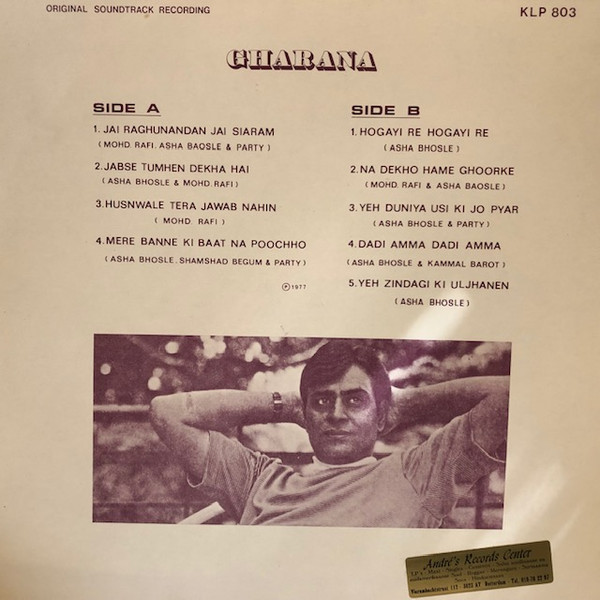 ORIGINAL SOUNDTRACK RECORDING
KLP 803
GHARANA
SIDE A
1. JAI RAGHUNANDAN JAI SIARAM
( MOHD. RAFI, ASHA BAOSLE & PARTY )
2. JABSE TUMHEN DEKHA HAI
( ASHA BHOSLE & MOHD. RAFI )
3. HUSNWALE TERA JAWAB NAHIN
( MOHD. RAFI )
4. MERE BANNE KI BAAT NA POOCHHO
(ASHA BHOSLE, SHAMSHAD BEGUM & PARTY)
℗ 1977
SIDE B
1. HOGAYI RE HOGAYI RE
( ASHA BHOSLE )
2. NA DEKHO HAME GHOORKE
( MOHD. RAFI & ASHA BAOSLE )
3. YEH DUNIYA USI KI JO PYAR
( ASHA BHOSLE & PARTY )
4. DADI AMMA DADI AMMA
(ASHA BHOSLE & KAMMAL BAROT )
5. YEH ZINDAGI KI ULJHANEN
(ASHA BHOSLE)
André's Records Center